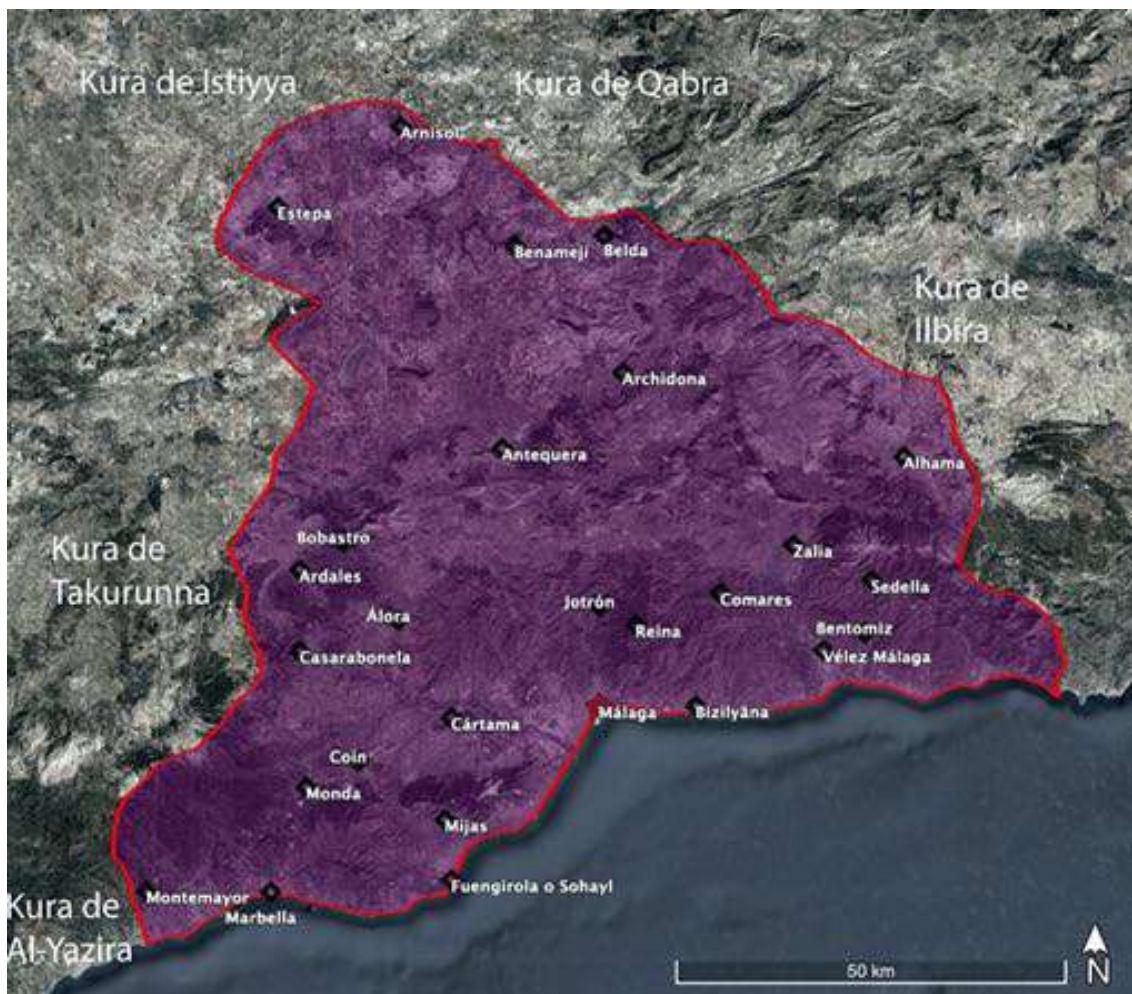 Kura de Istiyya
Kura de Qabra
Arnisol
Estepa
Benamejí
Belda
Kura de
Ilbira
Archidona
Antequera
Alhama
Bobastro
Zalia
Kura de
Takurunna
Ardales
Sedella
Jotrón
Comares
Álora
Reina
Bentomiz
Casarabonela
Vélez Málaga
Málaga
Bizilyāna
Cártama
Coín
Monda
Mijas
Fuengirola o Sohayl
Montemayor
Marbella
Kura de
Al-Yazira
50 km
N